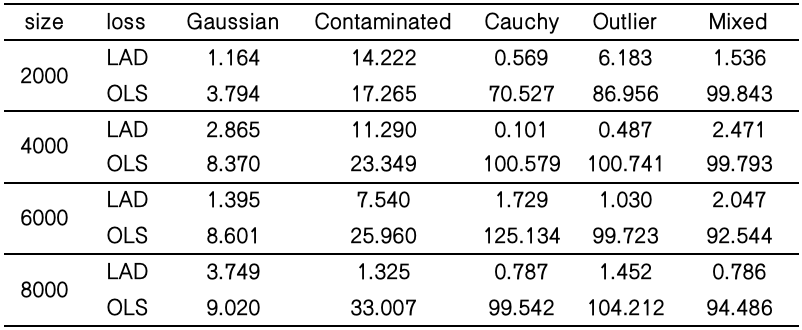 size loss Gaussian Contaminated Cauchy Outlier Mixed
2000 LAD 1.164 14.222 0.569 6.183 1.536
OLS 3.794 17.265 70.527 86.956 99.843
4000 LAD 2.865 11.290 0.101 0.487 2.471
OLS 8.370 23.349 100.579 100.741 99.793
6000 LAD 1.395 7.540 1.729 1.030 2.047
OLS 8.601 25.960 125.134 99.723 92.544
8000 LAD 3.749 1.325 0.787 1.452 0.786
OLS 9.020 33.007 99.542 104.212 94.486